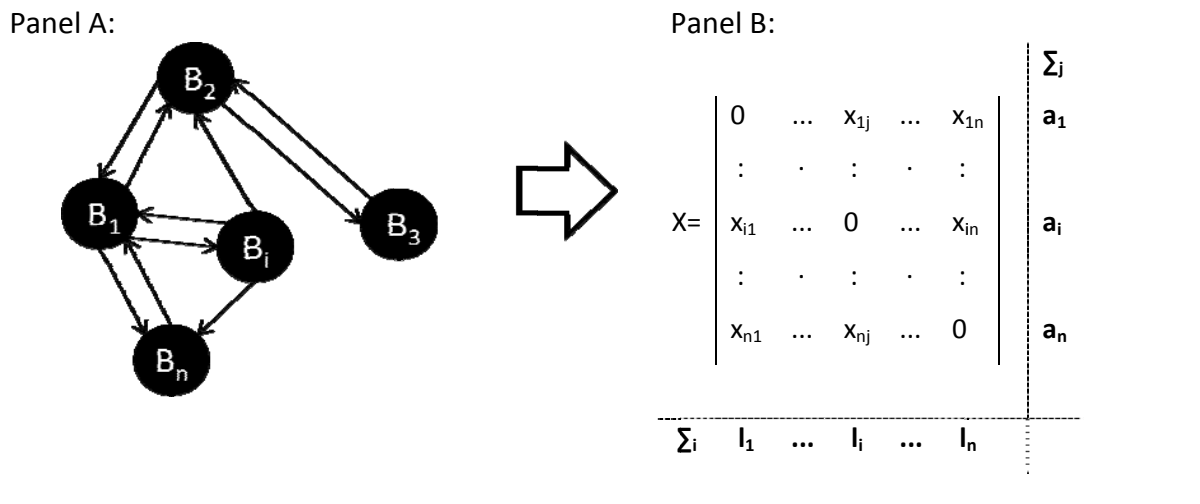 Panel A:
B2
B1
Bi
B3
Bn
Panel B:
∑j
0 ... x1j ... x1n a1
: . : . :
X= xi1 ... 0 ... xin ai
: . : . :
xn1 ... xnj ... 0 an
∑i l1 ... li ... ln